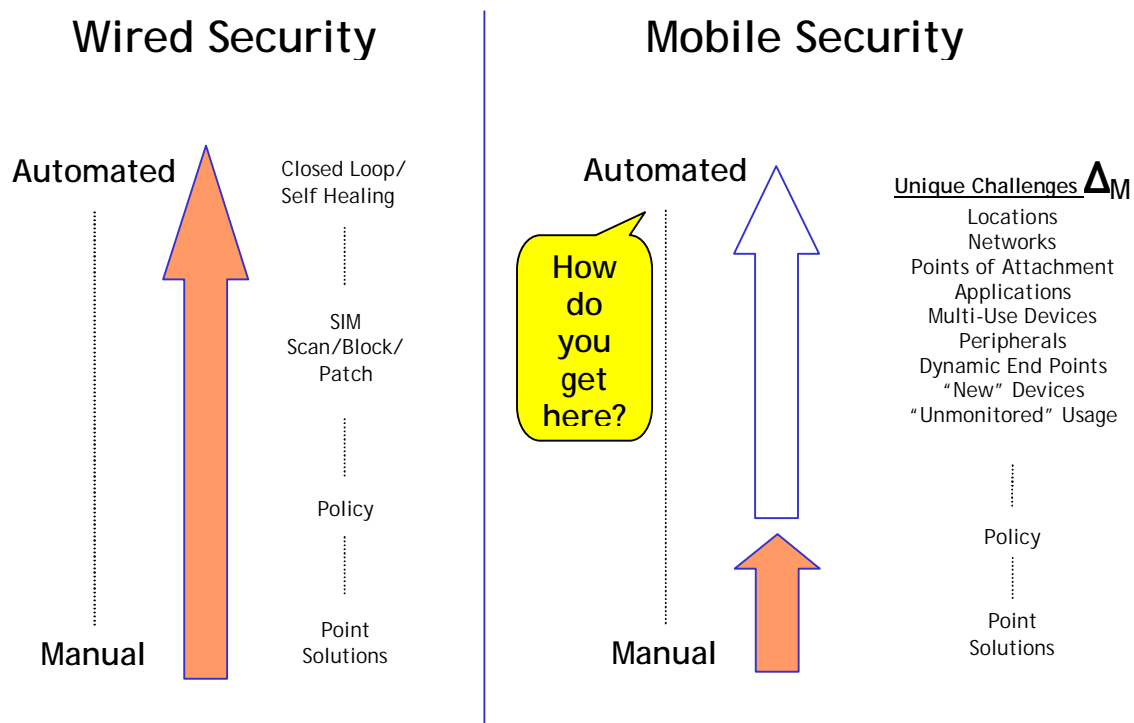 Wired Security
Automated
Manual
Closed Loop/
Self Healing
SIM
Scan/Block/
Patch
Policy
Point
Solutions
Mobile Security
Automated
How
do
you
get
here?
Manual
Unique Challenges ΔM
Locations
Networks
Points of Attachment
Applications
Multi-Use Devices
Peripherals
Dynamic End Points
“New” Devices
“Unmonitored” Usage
Policy
Point
Solutions